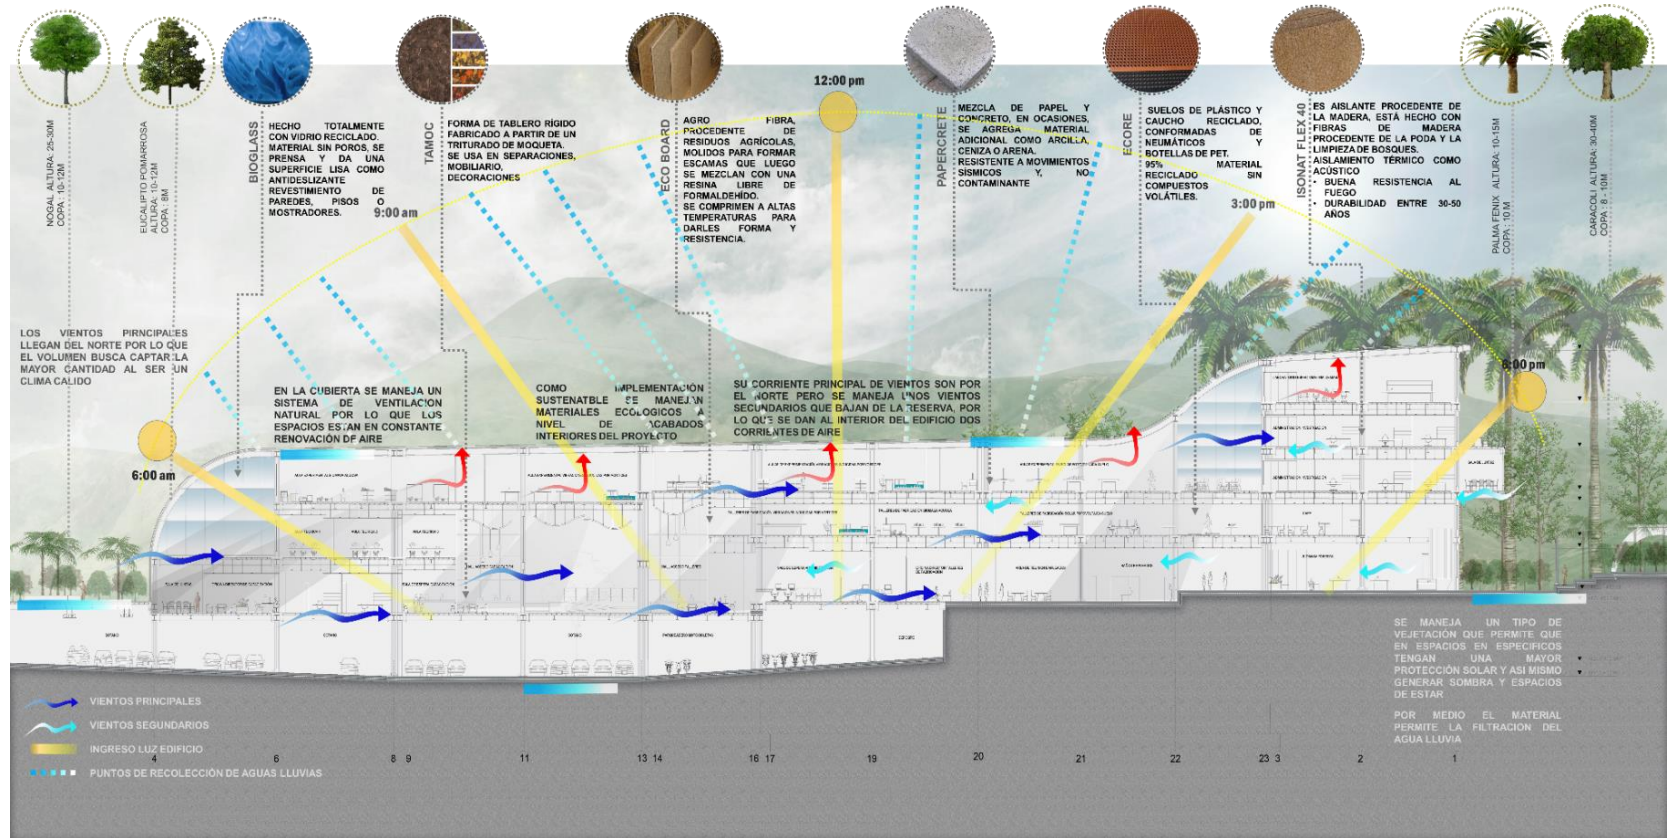 NOGAL ALTURA: 25-30M
COPA : 10-12M
EUCALIPTO POMARROSA
ALTURA: 10-12M
COPA : 8M
BIOGLASS
HECHO TOTALMENTE
CON VIDRIO RECICLADO.
MATERIAL SIN POROS, SE
PRENSA Y DA UNA
SUPERFICIE LISA COMO
ANTIDESLIZANTE
REVESTIMIENTO DE
PAREDES, PISOS O
MOSTRADORES.
TAMOC
FORMA DE TABLERO RÍGIDO
FABRICADO A PARTIR DE UN
TRITURADO DE MOQUETA.
SE USA EN SEPARACIONES,
MOBILIARIO,
DECORACIONES
ECO BOARD
AGRO FIBRA,
PROCEDENTE DE
RESIDUOS AGRÍCOLAS,
MOLIDOS PARA FORMAR
ESCAMAS QUE LUEGO
SE MEZCLAN CON UNA
RESINA LIBRE DE
FORMALDEHÍDO.
SE COMPRIMEN A ALTAS
TEMPERATURAS PARA
DARLES FORMA Y
RESISTENCIA.
PAPERCRETE
MEZCLA DE PAPEL Y
CONCRETO, EN OCASIONES,
SE AGREGA MATERIAL
ADICIONAL COMO ARCILLA,
CENIZA O ARENA.
RESISTENTE A MOVIMIENTOS
SÍSMICOS Y, NO
CONTAMINANTE
ECORE
SUELOS DE PLÁSTICO Y
CAUCHO RECICLADO,
CONFORMADAS DE
NEUMÁTICOS Y
BOTELLAS DE PET.
95% MATERIAL
RECICLADO SIN
COMPUESTOS
VOLÁTILES.
ISONAT FLEX 40
ES AISLANTE PROCEDENTE DE
LA MADERA, ESTÁ HECHO CON
FIBRAS DE MADERA
PROCEDENTE DE LA PODA Y LA
LIMPIEZA DE BOSQUES.
AISLAMIENTO TÉRMICO COMO
ACÚSTICO
• BUENA RESISTENCIA AL
FUEGO
• DURABILIDAD ENTRE 30-50
AÑOS
PALMA FENIX ALTURA: 10-15M
COPA : 10 M
CARACOLI ALTURA: 30-40M
COPA : 8 - 10M
6:00 am
9:00 am
12:00 pm
3:00 pm
6:00 pm
LOS VIENTOS PIRNCIPALES
LLEGAN DEL NORTE POR LO QUE
EL VOLUMEN BUSCA CAPTAR LA
MAYOR CANTIDAD AL SER UN
CLIMA CALIDO
EN LA CUBIERTA SE MANEJA UN
SISTEMA DE VENTILACION
NATURAL POR LO QUE LOS
ESPACIOS ESTAN EN CONSTANTE
RENOVACIÓN DE AIRE
COMO IMPLEMENTACIÓN
SUSTENATBLE SE MANEJAN
MATERIALES ECOLOGICOS A
NIVEL DE ACABADOS
INTERIORES DEL PROYECTO
SU CORRIENTE PRINCIPAL DE VIENTOS SON POR
EL NORTE PERO SE MANEJA UNOS VIENTOS
SECUNDARIOS QUE BAJAN DE LA RESERVA, POR
LO QUE SE DAN AL INTERIOR DEL EDIFICIO DOS
CORRIENTES DE AIRE
SOTANO
SOTANO
SOTANO
SE MANEJA UN TIPO DE
VEJETACIÓN QUE PERMITE QUE
EN ESPACIOS EN ESPECIFICOS
TENGAN UNA MAYOR
PROTECCIÓN SOLAR Y ASI MISMO
GENERAR SOMBRA Y ESPACIOS
DE ESTAR
POR MEDIO EL MATERIAL
PERMITE LA FILTRACION DEL
AGUA LLUVIA
VIENTOS PRINCIPALES
VIENTOS SEGUNDARIOS
INGRESO LUZ EDIFICIO
PUNTOS DE RECOLECCIÓN DE AGUAS LLUVIAS
4 6 8 9 11 13 14 16 17 19 20 21 22 23 3 2 1